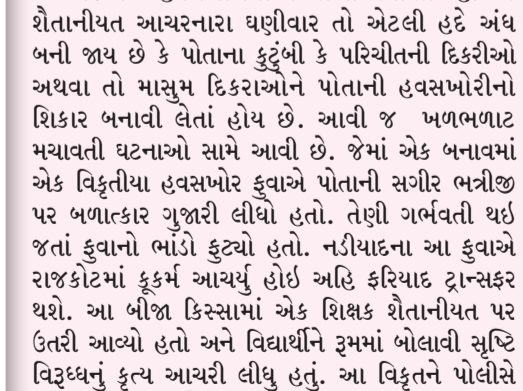 શૈતાનીયત આચરનારા ઘણીવાર તો એટલી હદે અંધ
બની જાય છે કે પોતાના કુટુંબી કે પરિચીતની દિકરીઓ
અથવા તો માસુમ દિકરાઓને પોતાની હવસખોરીનો
શિકાર બનાવી લેતાં હોય છે. આવી જ ખળભળાટ
મચાવતી ઘટનાઓ સામે આવી છે. જેમાં એક બનાવમાં
એક વિકૃતીયા હવસખોર ફુવાએ પોતાની સગીર ભત્રીજી
પર બળાત્કાર ગુજારી લીધો હતો. તેણી ગર્ભવતી થઇ
જતાં ફુવાનો ભાંડો ફુટ્યો હતો. નડીયાદના આ ફુવાએ
રાજકોટમાં કૂકર્મ આચર્યુ હોઇ અહિ ફરિયાદ ટ્રાન્સફર
થશે. આ બીજા કિસ્સામાં એક શિક્ષક શૈતાનીયત પર
ઉતરી આવ્યો હતો અને વિદ્યાર્થીને રૂમમાં બોલાવી સૃષ્ટિ
વિરૂધ્ધનું કૃત્ય આચરી લીધુ હતું. આ વિકૃતને પોલીસે